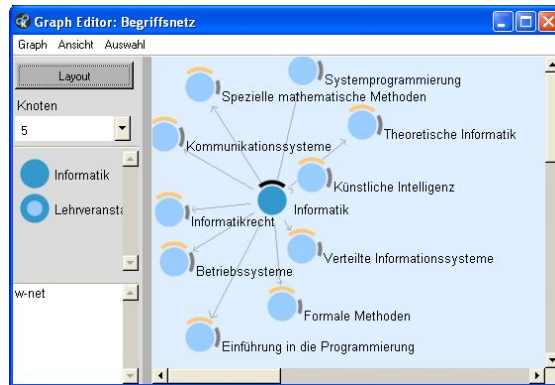 Graph Editor: Begriffsnetz
Graph Ansicht Auswahl
Layout
Knoten
5
Informatik
Lehrveransta
w-net
Systemprogrammierung
Spezielle mathematische Methoden
Theoretische Informatik
Kommunikationssysteme
Künstliche Intelligenz
Informatik
Informatikrecht
Verteilte Informationssysteme
Betriebssysteme
Formale Methoden
Einführung in die Programmierung